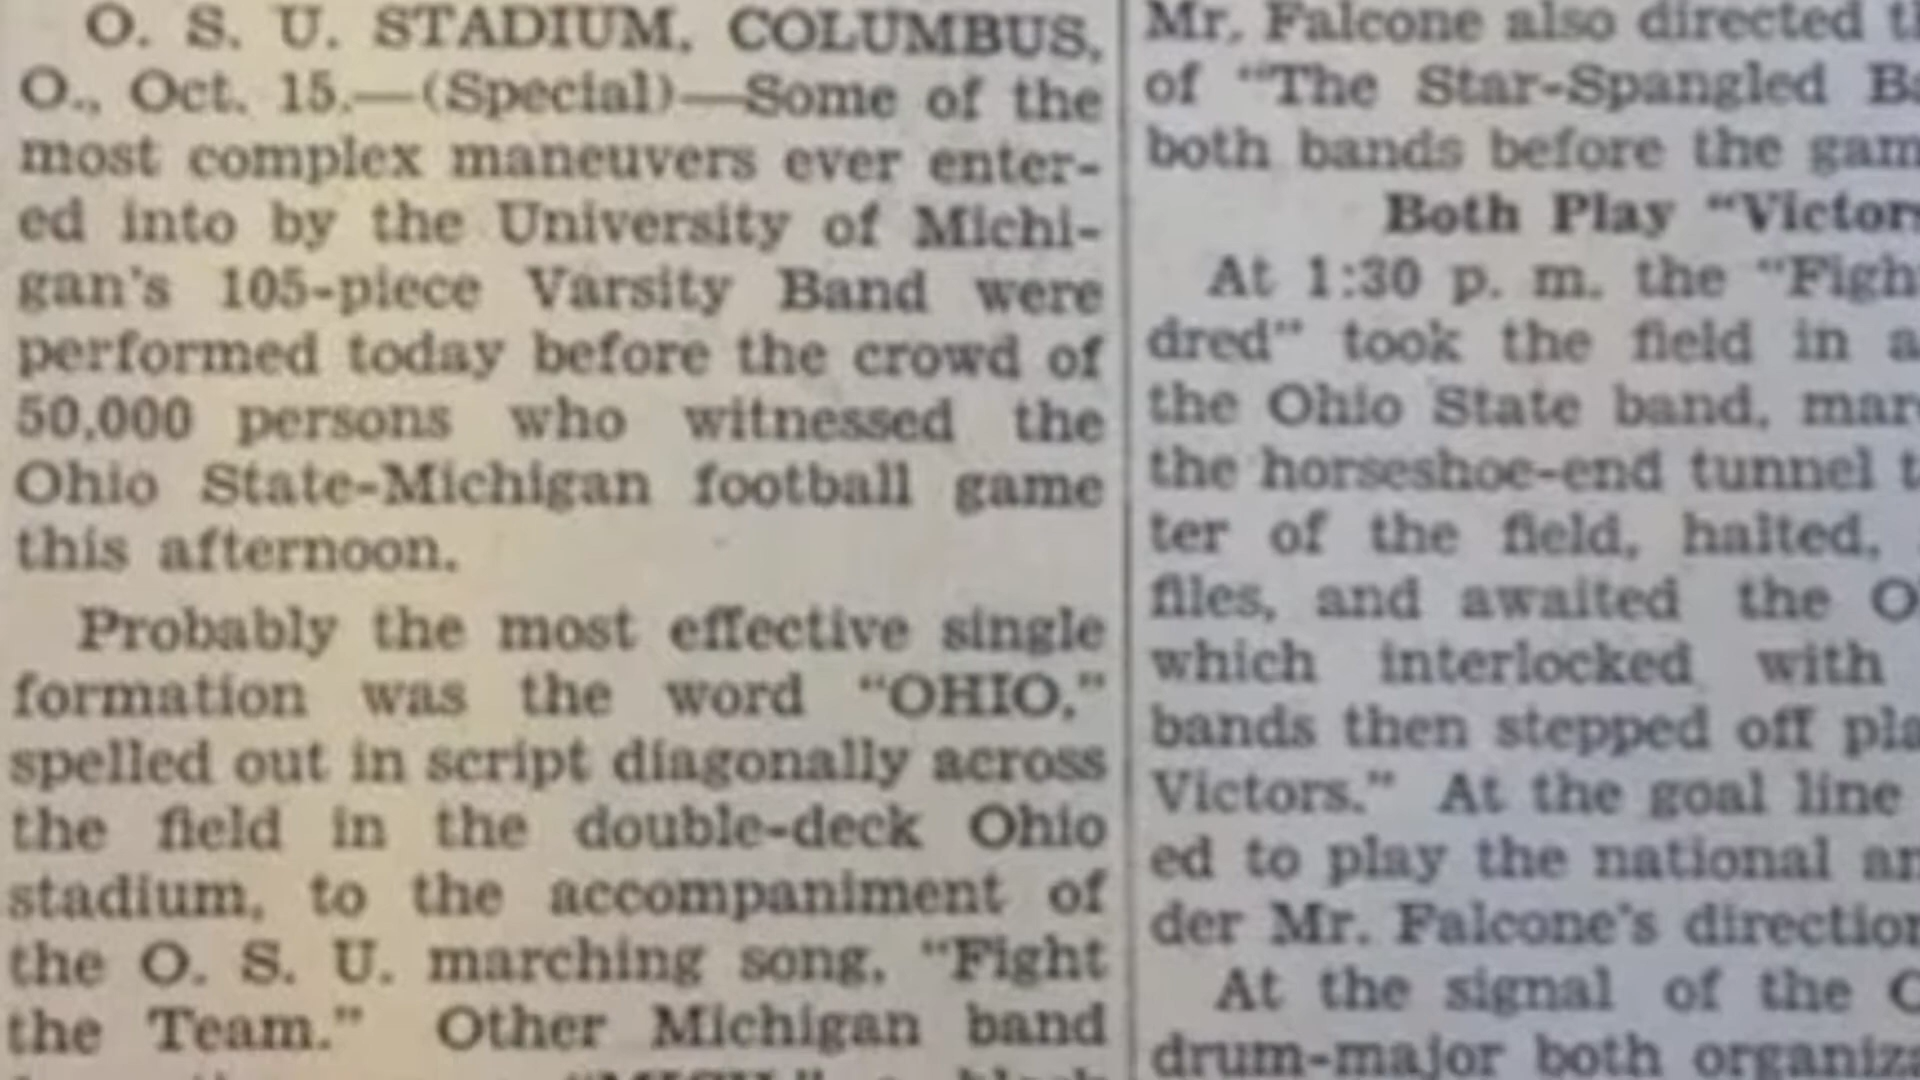 O. S. U. STADIUM, COLUMBUS,
O., Oct. 15.—(Special)—Some of the
most complex maneuvers ever enter-
ed into by the University of Michi-
gan's 105-piece Varsity Band were
performed today before the crowd of
50,000 persons who witnessed the
Ohio State-Michigan football game
this afternoon.
Probably the most effective single
formation was the word "OHIO,"
spelled out in script diagonally across
the field in the double-deck Ohio
stadium, to the accompaniment of
the O. S. U. marching song, "Fight
the Team." Other Michigan band
Mr. Falcone also directed
of "The Star-Spangled
both bands before the
Both Play "Victors
At 1:30 p. m. the "Figh
dred" took the field in a
the Ohio State band, mar
the horseshoe-end tunnel
ter of the field, halted,
files, and awaited the
which interlocked with
bands then stepped off pla
Victors." At the goal line
ed to play the national an
der Mr. Falcone's direction
At the signal of the
drum-major both organiza